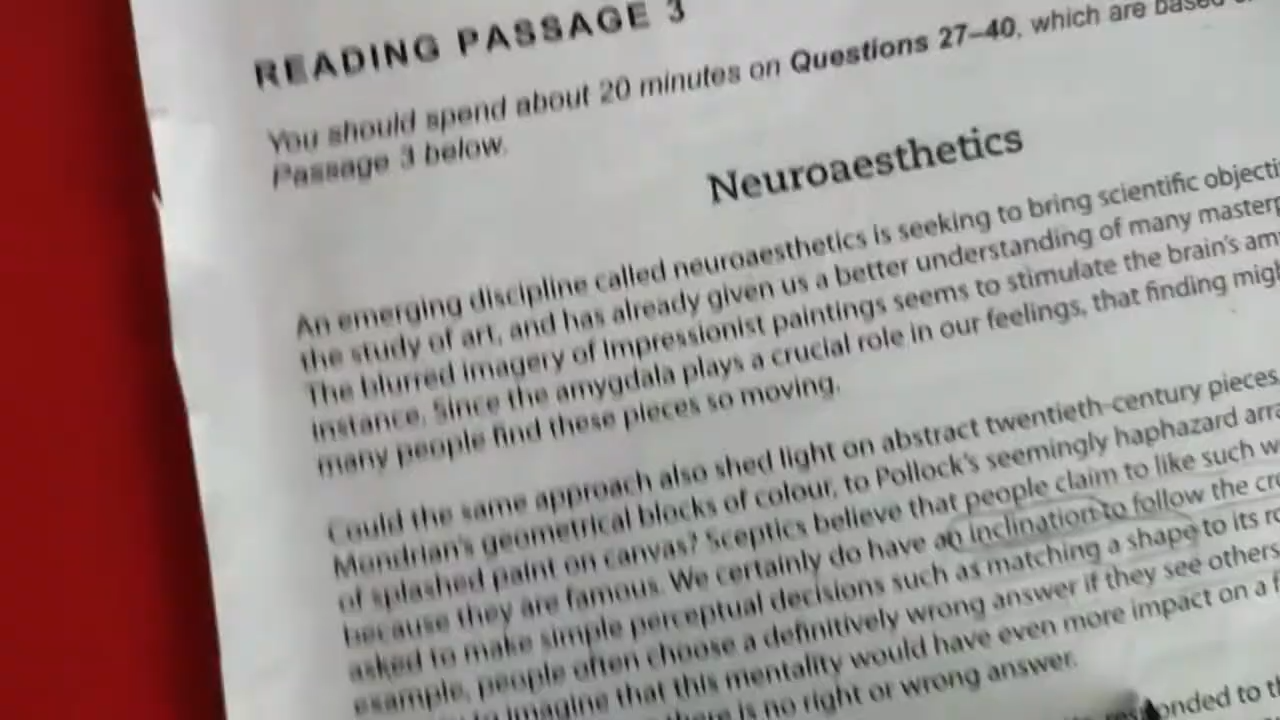 READING PASSAGE 3
You should spend about 20 minutes on Questions 27–40, which are based
Passage 3 below.
Neuroaesthetics
An emerging discipline called neuroaesthetics is seeking to bring scientific
the study of art, and has already given us a better understanding of many
The blurred imagery of Impressionist paintings seems to stimulate the brain's
instance. Since the amygdala plays a crucial role in our feelings, that finding
many people find these pieces so moving.
Could the same approach also shed light on abstract twentieth-century pieces,
Mondrian's geometrical blocks of colour, to Pollock's seemingly haphazard
of splashed paint on canvas? Sceptics believe that people claim to like such
because they are famous. We certainly do have an inclination to follow the
asked to make simple perceptual decisions such as matching a shape to its
example, people often choose a definitively wrong answer if they see others
to imagine that this mentality would have even more impact on a
there is no right or wrong answer.
to